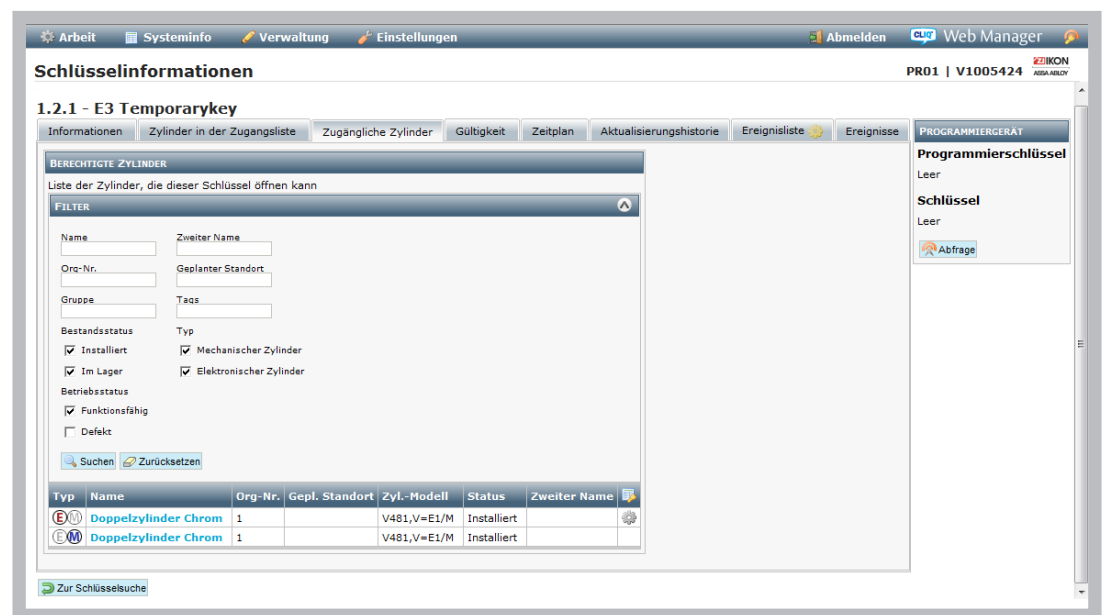 Arbeit Systeminfo Verwaltung Einstellungen Abmelden CLIQ Web Manager
Schlüsselinformationen PR01 | V1005424 IKON
ASSA ABLOY
1.2.1 - E3 Temporarykey
Informationen Zylinder in der Zugangsliste Zugängliche Zylinder Gültigkeit Zeitplan Aktualisierungshistorie Ereignisliste Ereignisse
PROGRAMMIERGERÄT
Programmierschlüssel
Leer
Schlüssel
Leer
Abfrage
BERECHTIGTE ZYLINDER
Liste der Zylinder, die dieser Schlüssel öffnen kann
FILTER
Name Zweiter Name
Org-Nr. Geplanter Standort
Gruppe Tags
Bestandsstatus Typ
Installiert Mechanischer Zylinder
Im Lager Elektronischer Zylinder
Betriebsstatus
Funktionsfähig
Defekt
Suchen Zurücksetzen
Typ Name Org-Nr. Gepl. Standort Zyl.-Modell Status Zweiter Name
E M Doppelzylinder Chrom 1 V481,V=E1/M Installiert
E M Doppelzylinder Chrom 1 V481,V=E1/M Installiert
Zur Schlüsselsuche